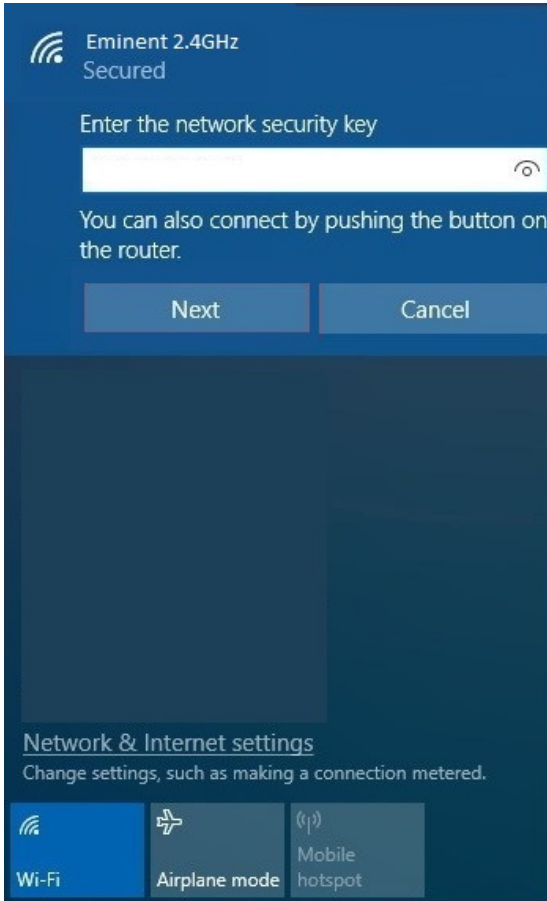 Eminent 2.4GHz
Secured
Enter the network security key
You can also connect by pushing the button on
the router.
Next
Cancel
Network & Internet settings
Change settings, such as making a connection metered.
Wi-Fi
Airplane mode
Mobile
hotspot